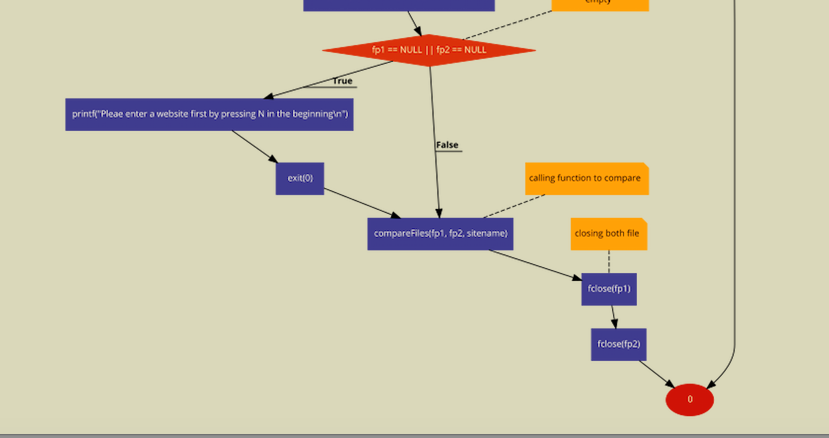 empty
fp1 == NULL || fp2 == NULL
True
printf("Pleae enter a website first by pressing N in the beginning\n")
False
exit(0)
calling function to compare
compareFiles(fp1, fp2, sitename)
closing both file
fclose(fp1)
fclose(fp2)
0